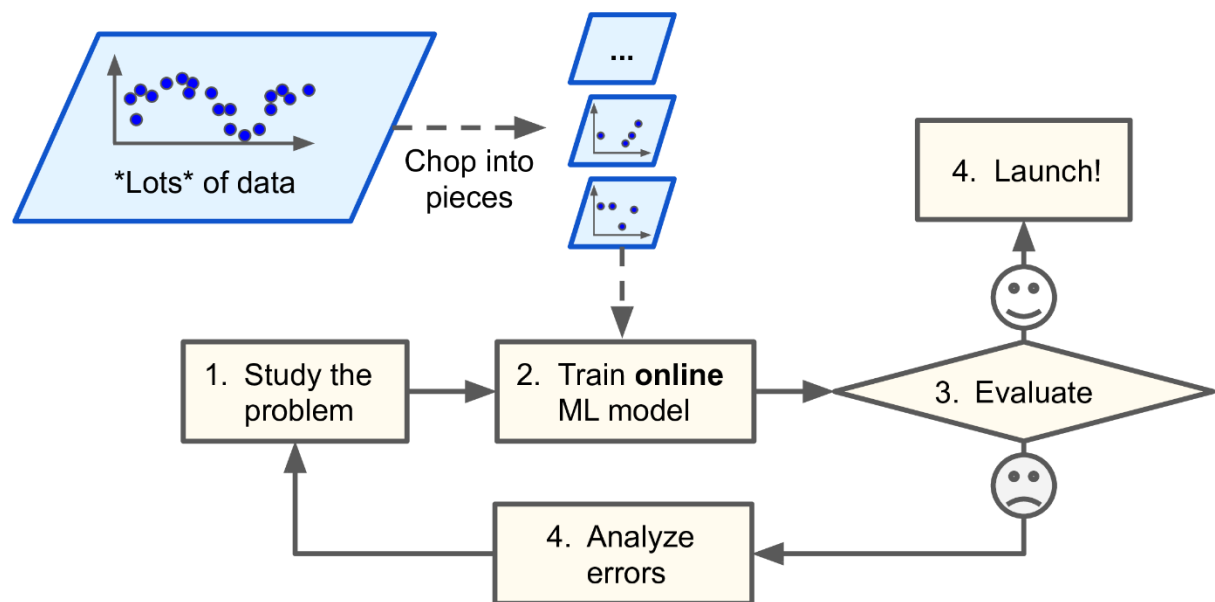 *Lots* of data
Chop into
pieces
...
4. Launch!
1. Study the
problem
2. Train online
ML model
3. Evaluate
4. Analyze
errors